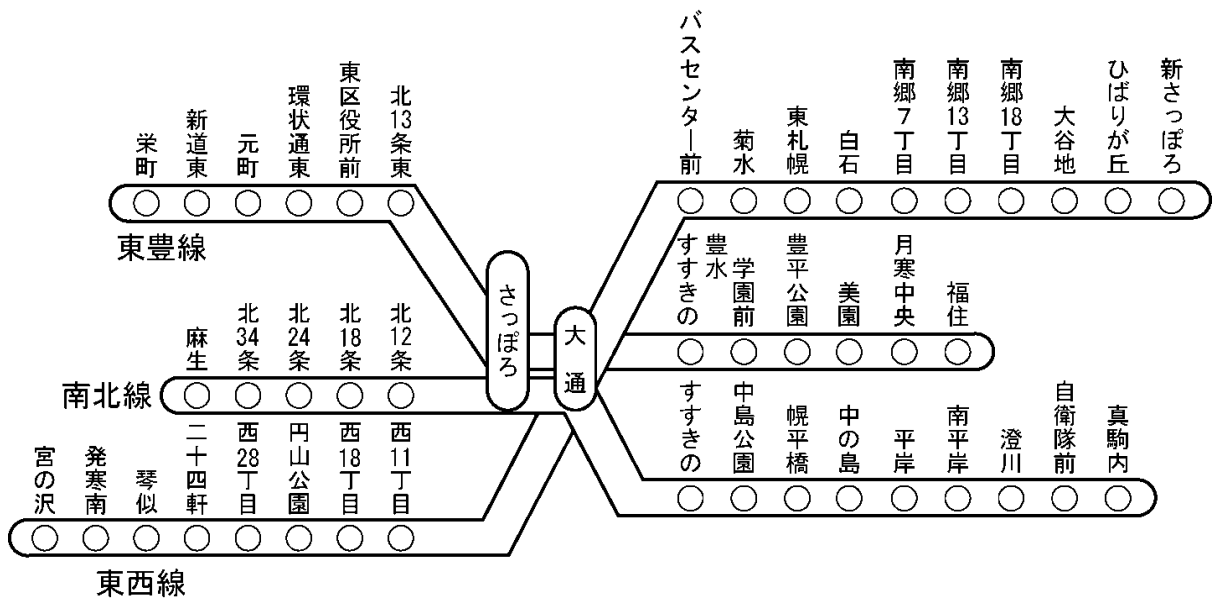 栄町
新道東
元町
環状通東
東区役所前
北13条東
東豊線
さっぽろ
大通
バスセンター前
菊水
東札幌
白石
南郷7丁目
南郷13丁目
南郷18丁目
大谷地
ひばりが丘
新さっぽろ
豊水
すすきの
学園前
豊平公園
美園
月寒中央
福住
麻生
北34条
北24条
北18条
北12条
南北線
すすきの
中島公園
幌平橋
中の島
平岸
南平岸
澄川
自衛隊前
真駒内
宮の沢
発寒南
琴似
二十四軒
西28丁目
円山公園
西18丁目
西11丁目
東西線